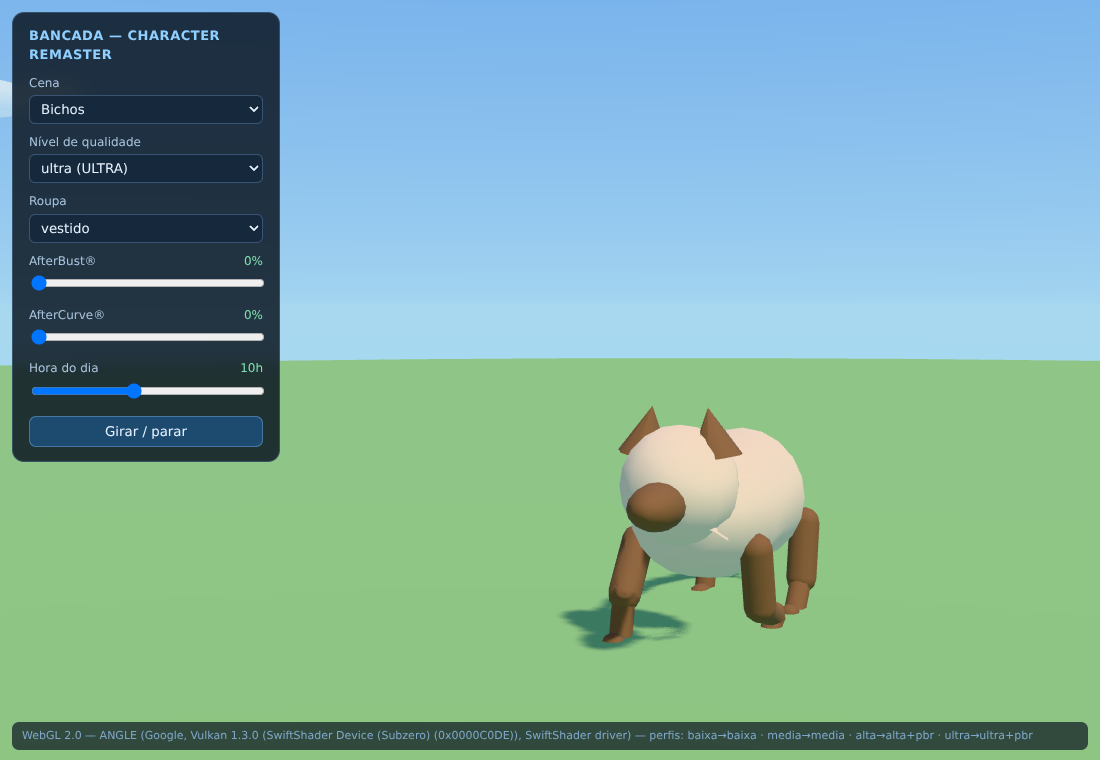 BANCADA — CHARACTER
REMASTER
Cena
Bichos
Nível de qualidade
ultra (ULTRA)
Roupa
vestido
AfterBust® 0%
AfterCurve® 0%
Hora do dia 10h
Girar / parar
WebGL 2.0 — ANGLE (Google, Vulkan 1.3.0 (SwiftShader Device (Subzero) (0x0000C0DE)), SwiftShader driver) — perfis: baixa→baixa · media→media · alta→alta+pbr · ultra→ultra+pbr